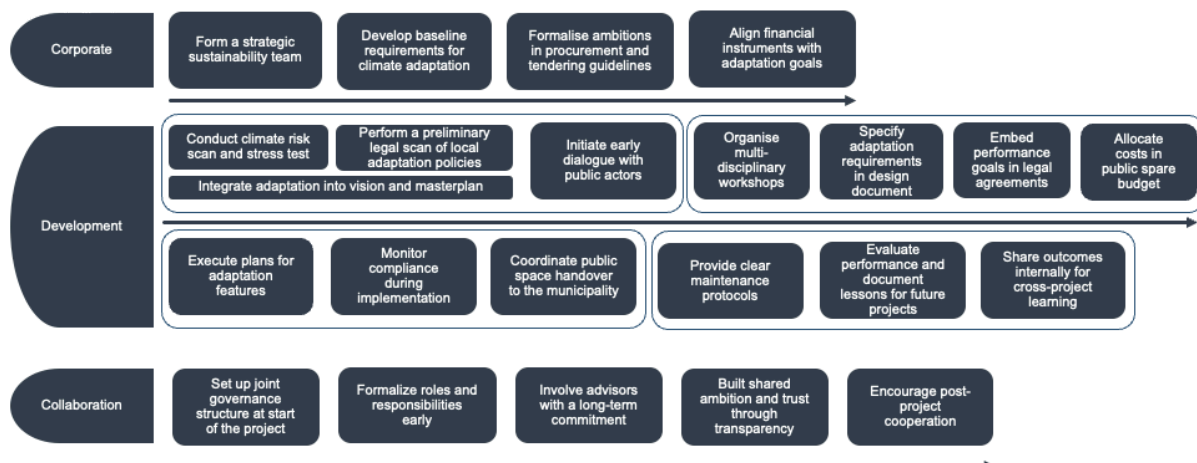 Corporate
Form a strategic
sustainability team
Develop baseline
requirements for
climate adaptation
Formalise ambitions
in procurement and
tendering guidelines
Align financial
instruments with
adaptation goals
Development
Conduct climate risk
scan and stress test
Perform a preliminary
legal scan of local
adaptation policies
Integrate adaptation into vision and masterplan
Initiate early
dialogue with
public actors
Organise
multi-
disciplinary
workshops
Specify
adaptation
requirements
in design
document
Embed
performance
goals in legal
agreements
Allocate
costs in
public spare
budget
Execute plans for
adaptation
features
Monitor
compliance
during
implementation
Coordinate public
space handover
to the municipality
Provide clear
maintenance
protocols
Evaluate
performance and
document
lessons for future
projects
Share outcomes
internally for
cross-project
learning
Collaboration
Set up joint
governance
structure at start
of the project
Formalize roles and
responsibilities
early
Involve advisors
with a long-term
commitment
Built shared
ambition and trust
through
transparency
Encourage post-
project
cooperation